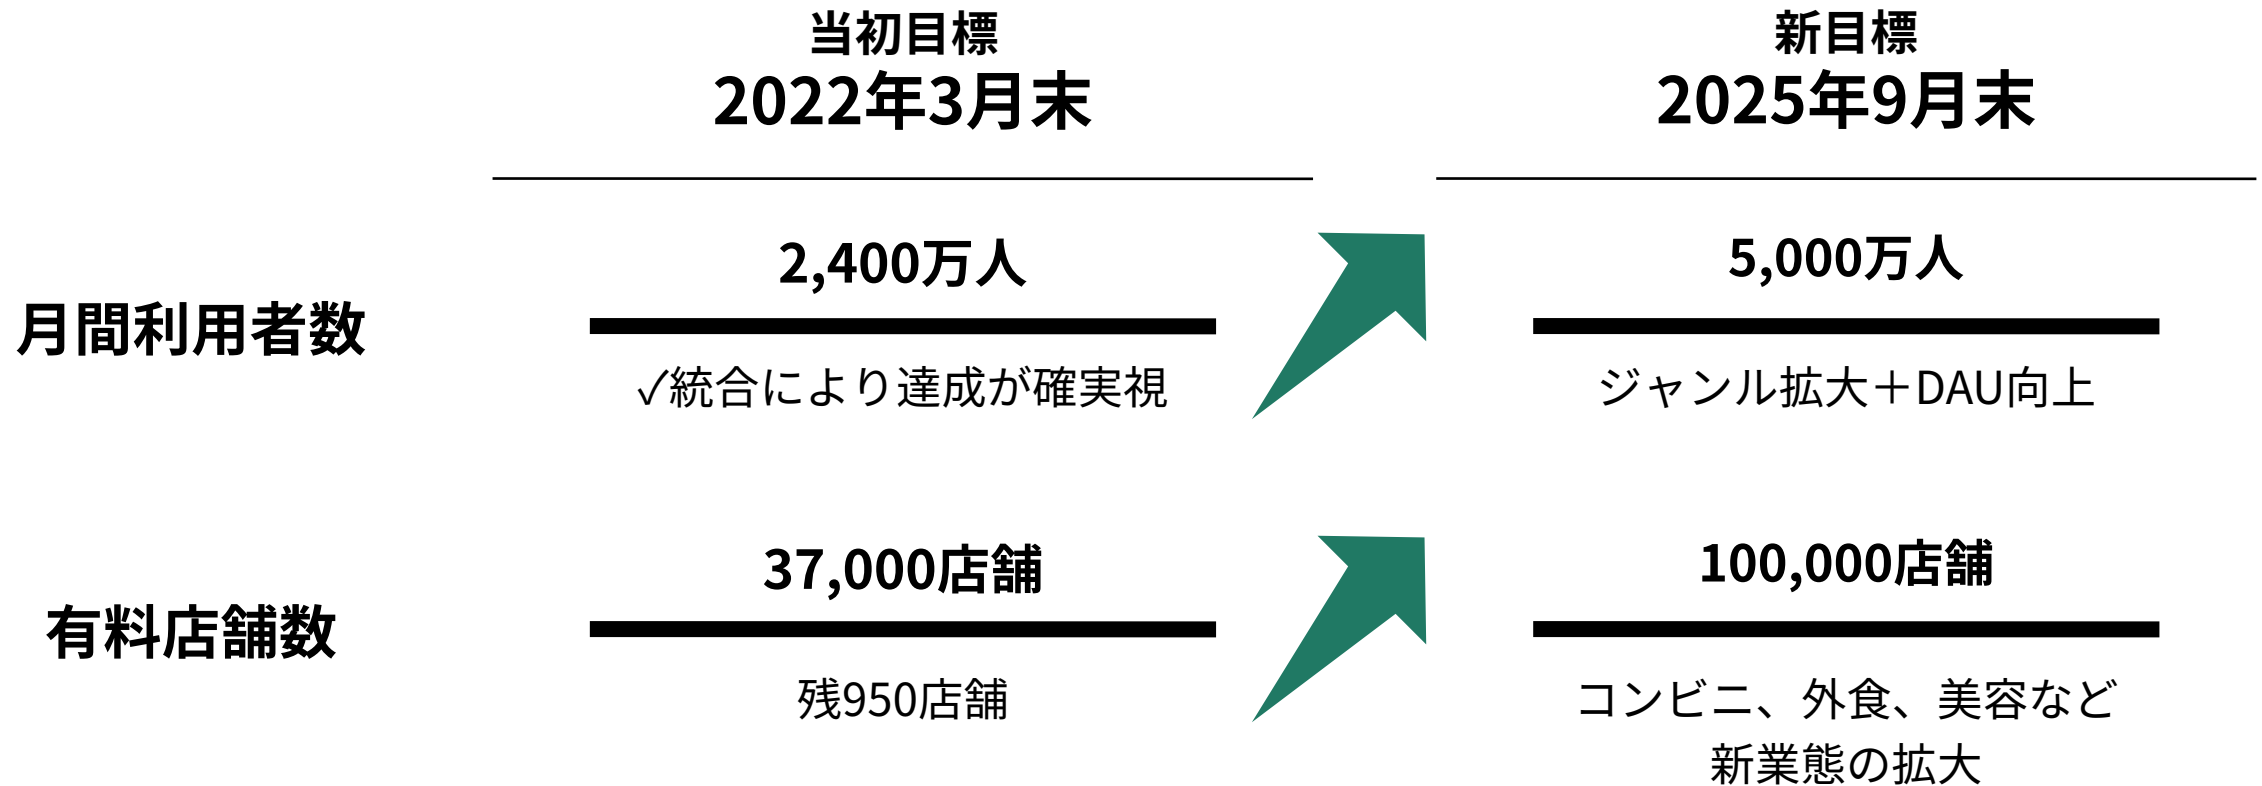 当初目標
2022年3月末
新目標
2025年9月末
月間利用者数
2,400万人
✓統合により達成が確実視
5,000万人
ジャンル拡大＋DAU向上
有料店舗数
37,000店舗
残950店舗
100,000店舗
コンビニ、外食、美容など
新業態の拡大